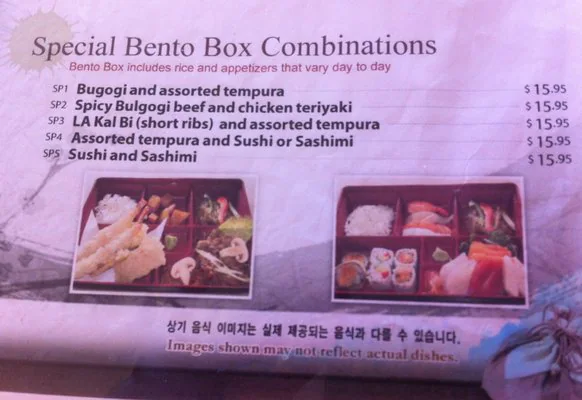 Special Bento Box Combinations
Bento Box includes rice and appetizers that vary day to day
SP1 Bugogi and assorted tempura $ 15.95
SP2 Spicy Bulgogi beef and chicken teriyaki $ 15.95
SP3 LA Kal Bi (short ribs) and assorted tempura $ 15.95
SP4 Assorted tempura and Sushi or Sashimi $ 15.95
SP5 Sushi and Sashimi $ 15.95
상기 음식 이미지는 실제 제공되는 음식과 다를 수 있습니다.
Images shown may not reflect actual dishes.